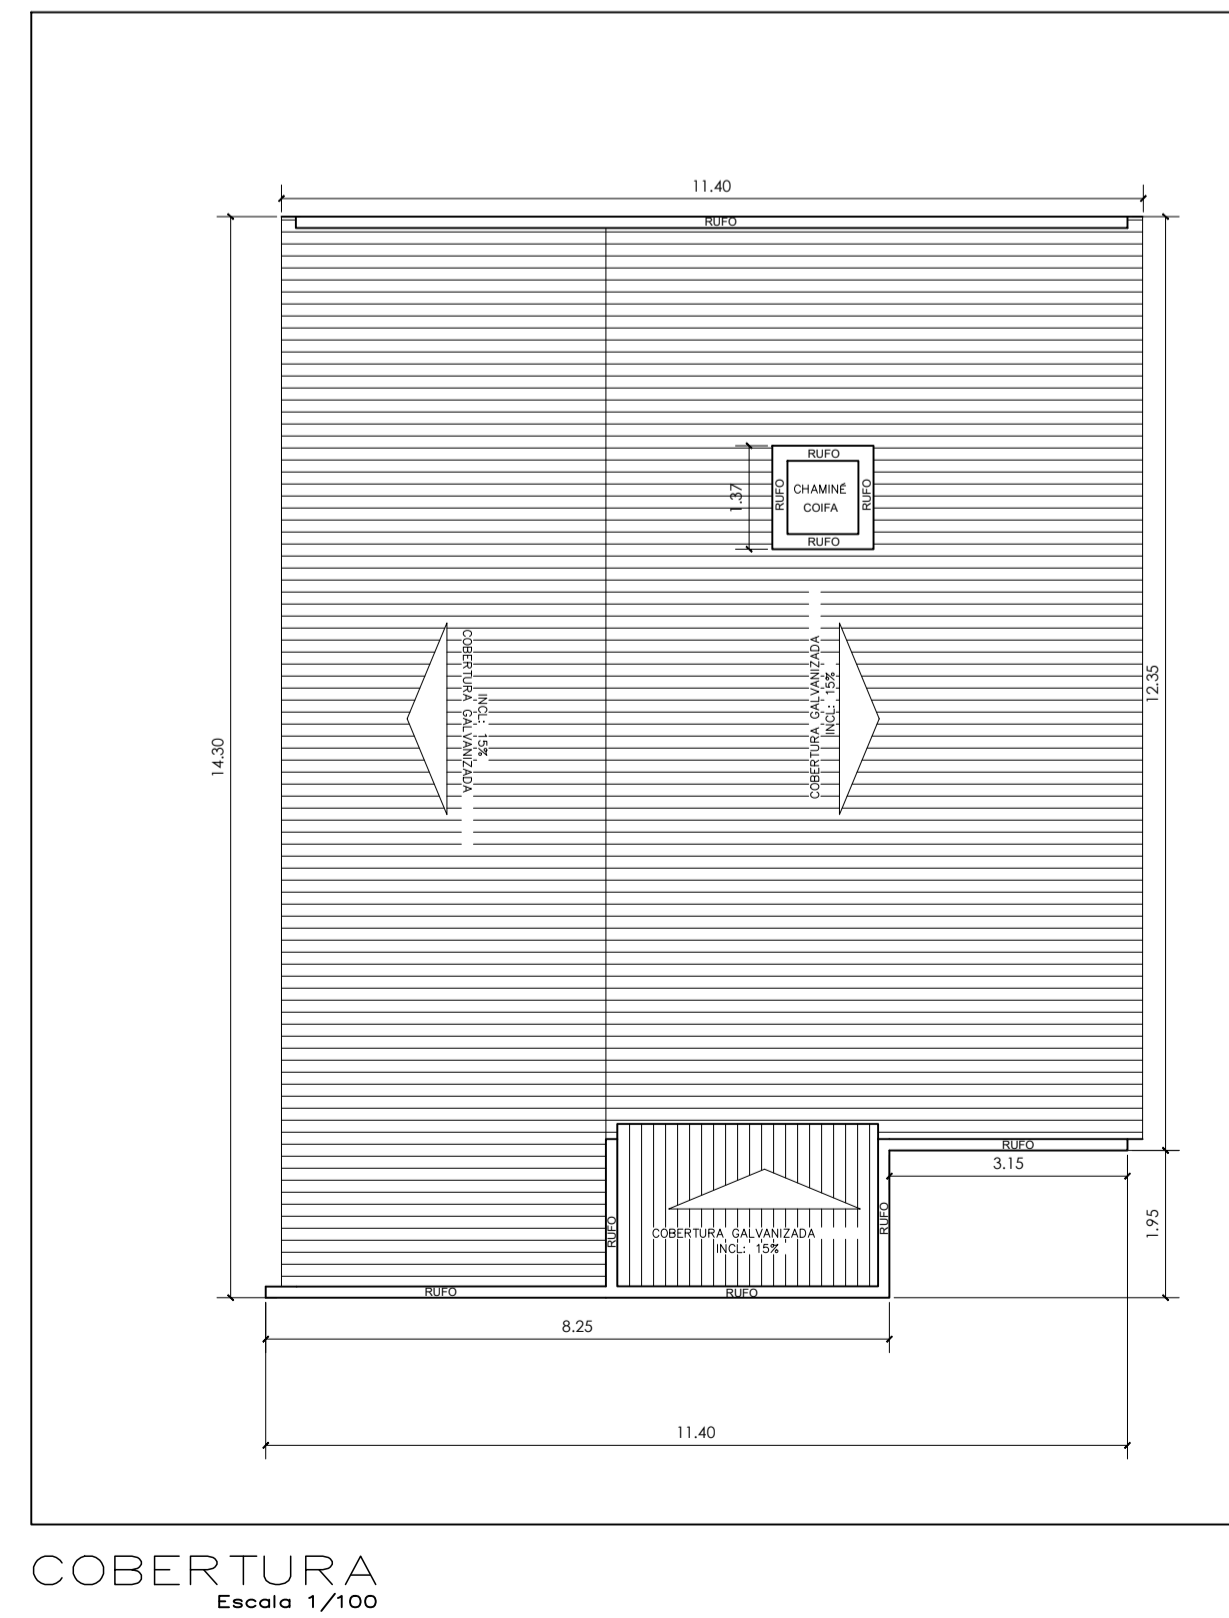 11.40
RUFO
RUFO
RUFO
CHAMINÉ
COIFA
RUFO
RUFO
1.37
COBERTURA GALVANIZADA
INCL: 15%
COBERTURA GALVANIZADA
INCL: 15%
14.30
12.35
RUFO
3.15
RUFO
COBERTURA GALVANIZADA
INCL: 15%
RUFO
1.95
RUFO
RUFO
8.25
11.40
COBERTURA
Escala 1/100